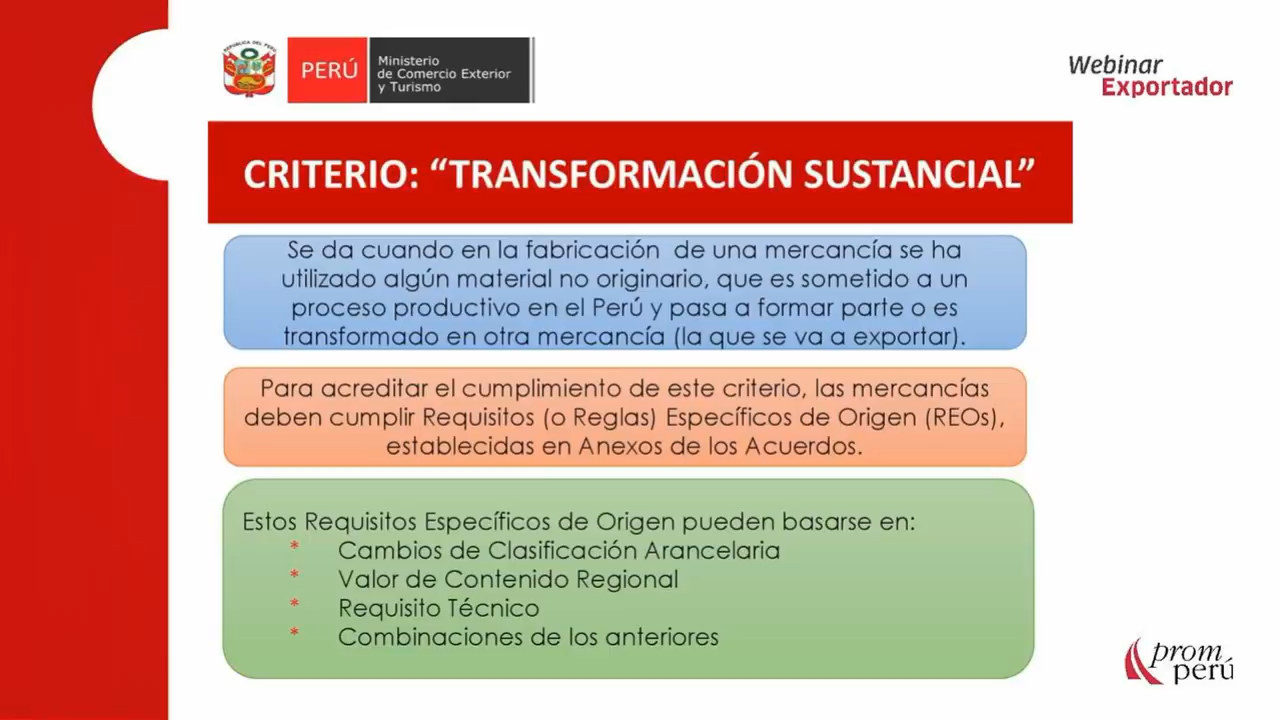 REPÚBLICA DEL PERÚ
PERÚ
Ministerio
de Comercio Exterior
y Turismo
Webinar
Exportador
CRITERIO: “TRANSFORMACIÓN SUSTANCIAL”
Se da cuando en la fabricación de una mercancía se ha
utilizado algún material no originario, que es sometido a un
proceso productivo en el Perú y pasa a formar parte o es
transformado en otra mercancía (la que se va a exportar).
Para acreditar el cumplimiento de este criterio, las mercancías
deben cumplir Requisitos (o Reglas) Específicos de Origen (REOs),
establecidas en Anexos de los Acuerdos.
Estos Requisitos Específicos de Origen pueden basarse en:
* Cambios de Clasificación Arancelaria
* Valor de Contenido Regional
* Requisito Técnico
* Combinaciones de los anteriores
prom
perú